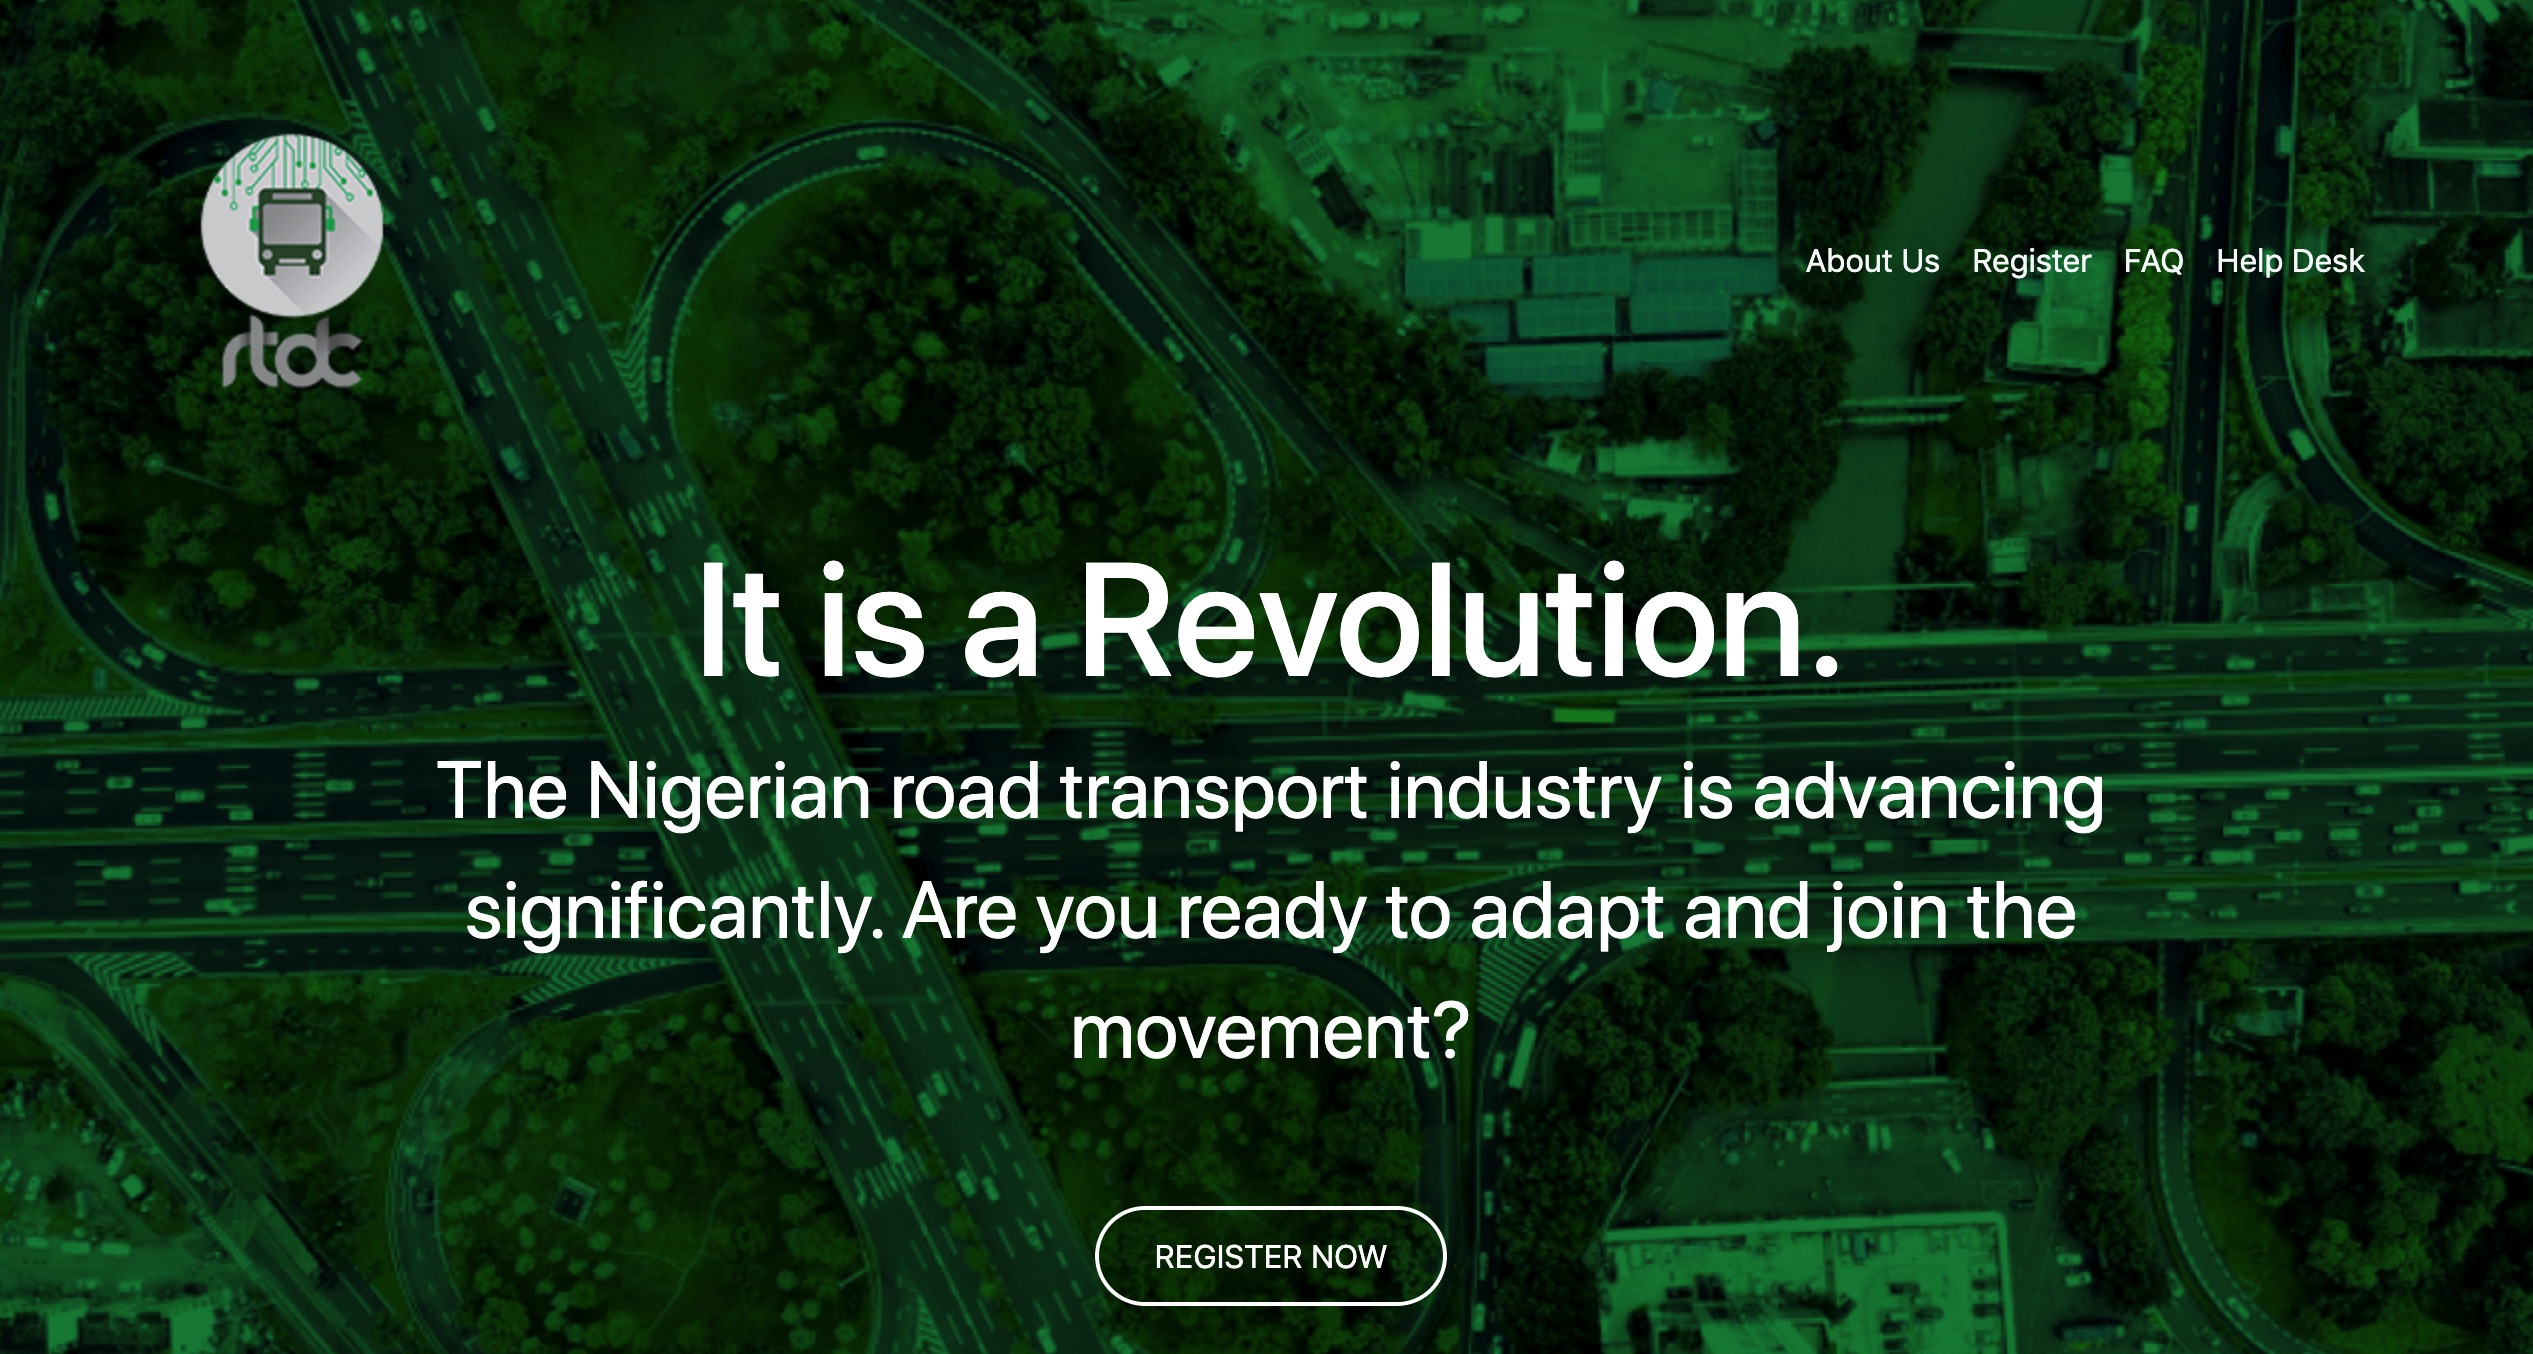 rtdc
About Us Register FAQ Help Desk
It is a Revolution.
The Nigerian road transport industry is advancing
significantly. Are you ready to adapt and join the
movement?
REGISTER NOW